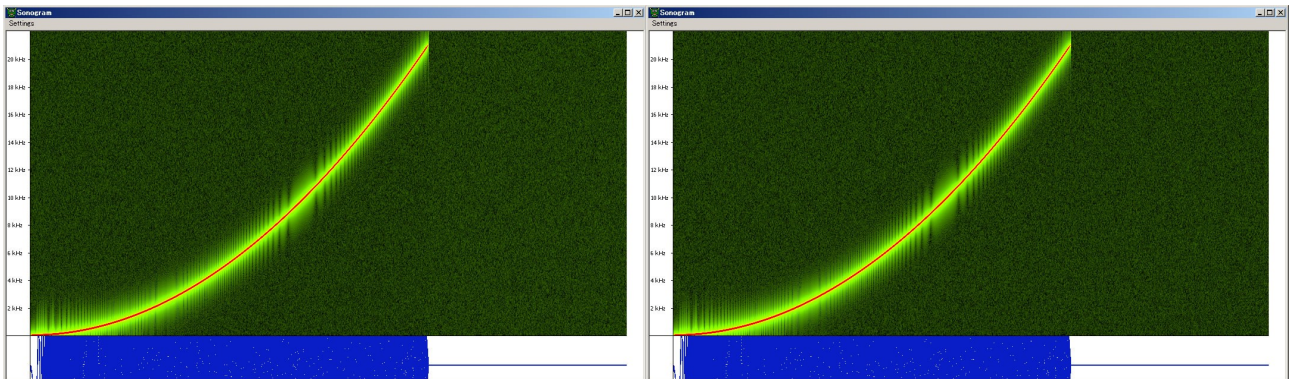 Sonogram
Settings
20 kHz
18 kHz
16 kHz
14 kHz
12 kHz
10 kHz
8 kHz
6 kHz
4 kHz
2 kHz
Sonogram
Settings
20 kHz
18 kHz
16 kHz
14 kHz
12 kHz
10 kHz
8 kHz
6 kHz
4 kHz
2 kHz